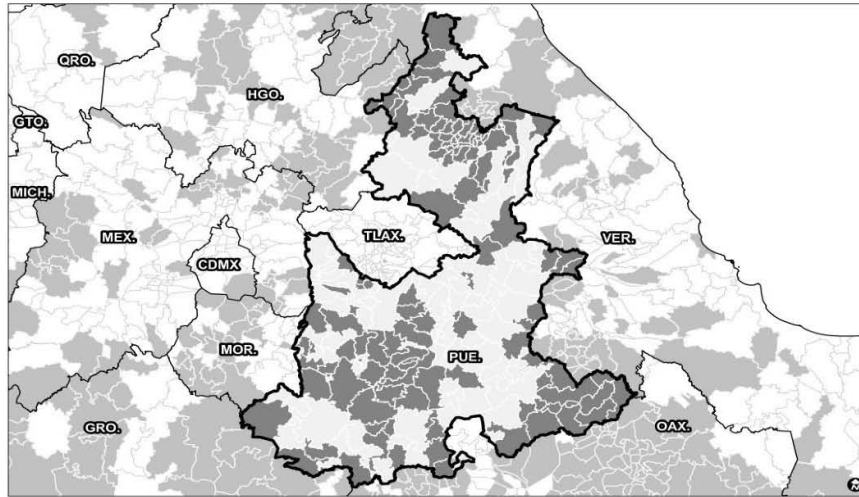 QRO.
HGO.
GTO.
MICH.
MEX.
TLAX.
VER.
CDMX
MOR.
PUE.
GRO.
OAX.